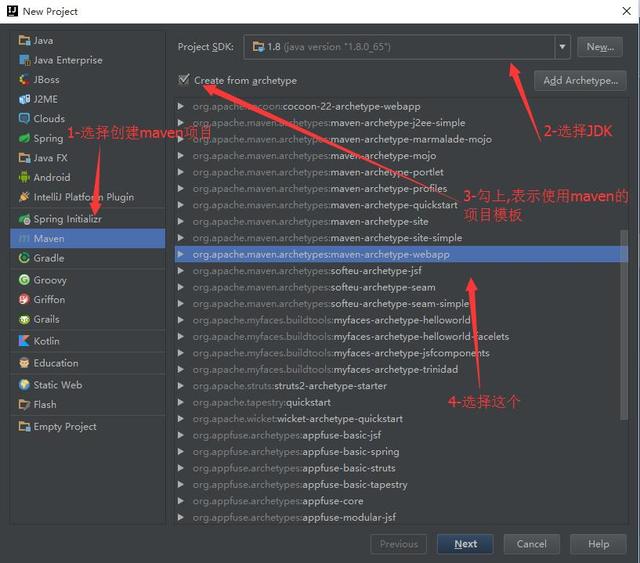 New Project
Java
Java Enterprise
JBoss
J2ME
Clouds
Spring
Java FX
Android
IntelliJ Platform Plugin
Spring Initializr
Maven
Gradle
Groovy
Griffon
Grails
Kotlin
Education
Static Web
Flash
Empty Project
1-选择创建maven项目
Project SDK:
1.8 (java version "1.8.0_65")
New...
Create from archetype
Add Archetype...
2-选择JDK
3-勾上,表示使用maven的
项目模板
4-选择这个
org.apache.cocoon:cocoon-22-archetype-webapp
org.apache.maven.archetypes:maven-archetype-j2ee-simple
org.apache.maven.archetypes:maven-archetype-marmalade-mojo
org.apache.maven.archetypes:maven-archetype-mojo
org.apache.maven.archetypes:maven-archetype-portlet
org.apache.maven.archetypes:maven-archetype-profiles
org.apache.maven.archetypes:maven-archetype-quickstart
org.apache.maven.archetypes:maven-archetype-site
org.apache.maven.archetypes:maven-archetype-site-simple
org.apache.maven.archetypes:maven-archetype-webapp
org.apache.maven.archetypes:softeu-archetype-jsf
org.apache.maven.archetypes:softeu-archetype-seam
org.apache.maven.archetypes:softeu-archetype-seam-simple
org.apache.myfaces.buildtools:myfaces-archetype-helloworld
org.apache.myfaces.buildtools:myfaces-archetype-helloworld-facelets
org.apache.myfaces.buildtools:myfaces-archetype-jsfcomponents
org.apache.myfaces.buildtools:myfaces-archetype-trinidad
org.apache.struts:struts2-archetype-starter
org.apache.tapestry:quickstart
org.apache.wicket:wicket-archetype-quickstart
org.appfuse.archetypes:appfuse-basic-jsf
org.appfuse.archetypes:appfuse-basic-spring
org.appfuse.archetypes:appfuse-basic-struts
org.appfuse.archetypes:appfuse-basic-tapestry
org.appfuse.archetypes:appfuse-core
org.appfuse.archetypes:appfuse-modular-jsf
Previous
Next
Cancel
Help